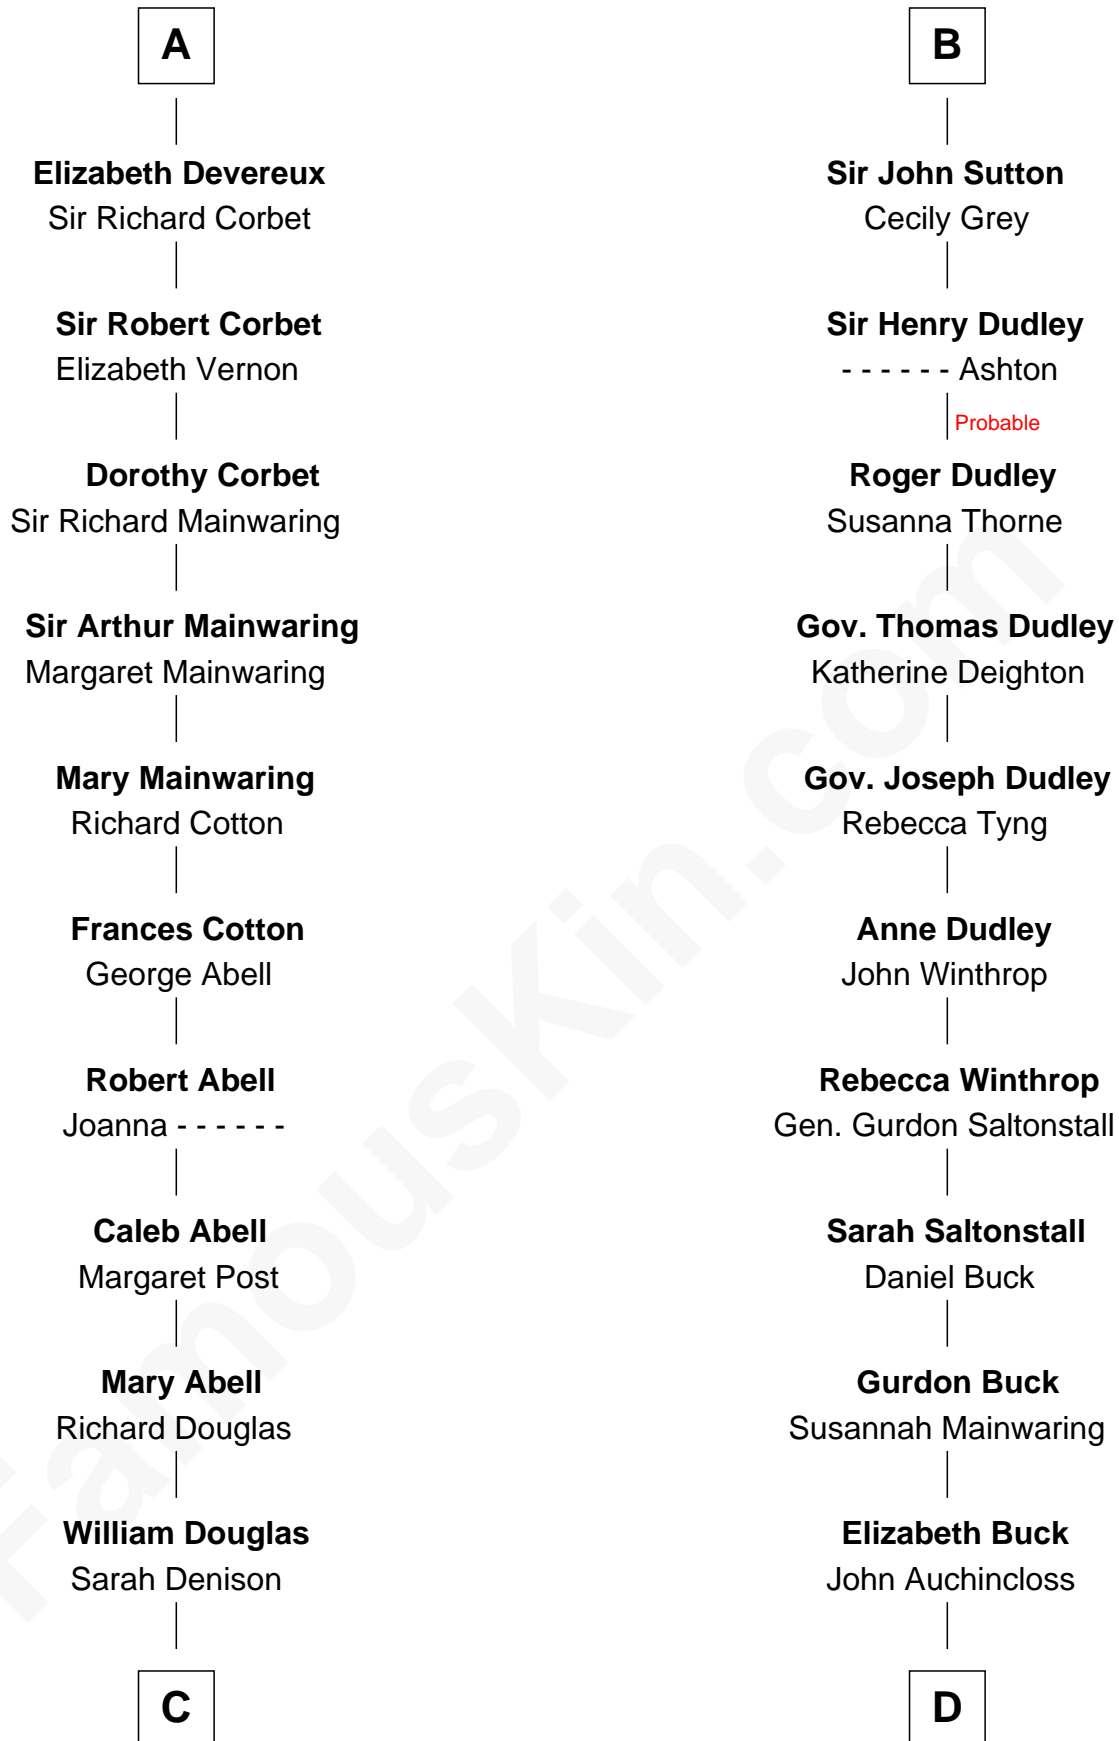 A
Elizabeth Devereux
Sir Richard Corbet
Sir Robert Corbet
Elizabeth Vernon
Dorothy Corbet
Sir Richard Mainwaring
Sir Arthur Mainwaring
Margaret Mainwaring
Mary Mainwaring
Richard Cotton
Frances Cotton
George Abell
Robert Abell
Joanna - - - - - -
Caleb Abell
Margaret Post
Mary Abell
Richard Douglas
William Douglas
Sarah Denison
C
B
Sir John Sutton
Cecily Grey
Sir Henry Dudley
- - - - - - Ashton
Probable
Roger Dudley
Susanna Thorne
Gov. Thomas Dudley
Katherine Deighton
Gov. Joseph Dudley
Rebecca Tyng
Anne Dudley
John Winthrop
Rebecca Winthrop
Gen. Gurdon Saltonstall
Sarah Saltonstall
Daniel Buck
Gurdon Buck
Susannah Mainwaring
Elizabeth Buck
John Auchincloss
D
FamousKin.com